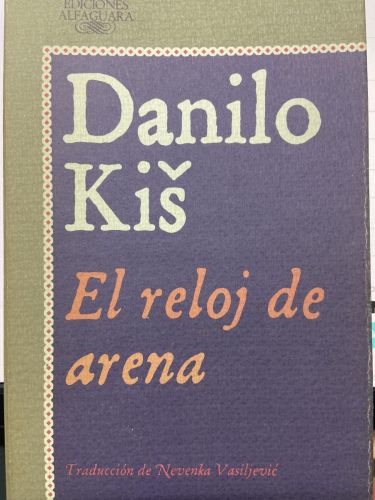 EDICIONES
ALFAGUARA
Danilo
Kiš
El reloj de
arena
Traducción de Nevenka Vasiljević